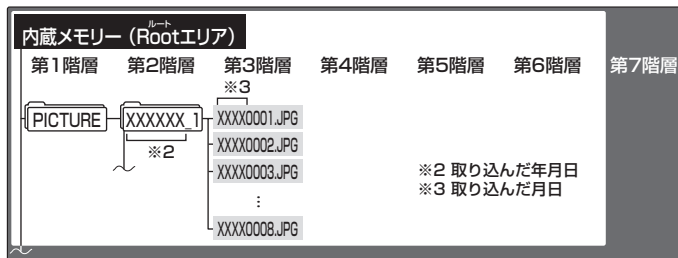 ルート
内蔵メモリー（Rootエリア）
第1階層 第2階層 第3階層 第4階層 第5階層 第6階層 第7階層
※3
PICTURE XXXXXX_1 XXXX0001.JPG
※2
XXXX0002.JPG
XXXX0003.JPG
※2 取り込んだ年月日
※3 取り込んだ月日
⋮
XXXX0008.JPG